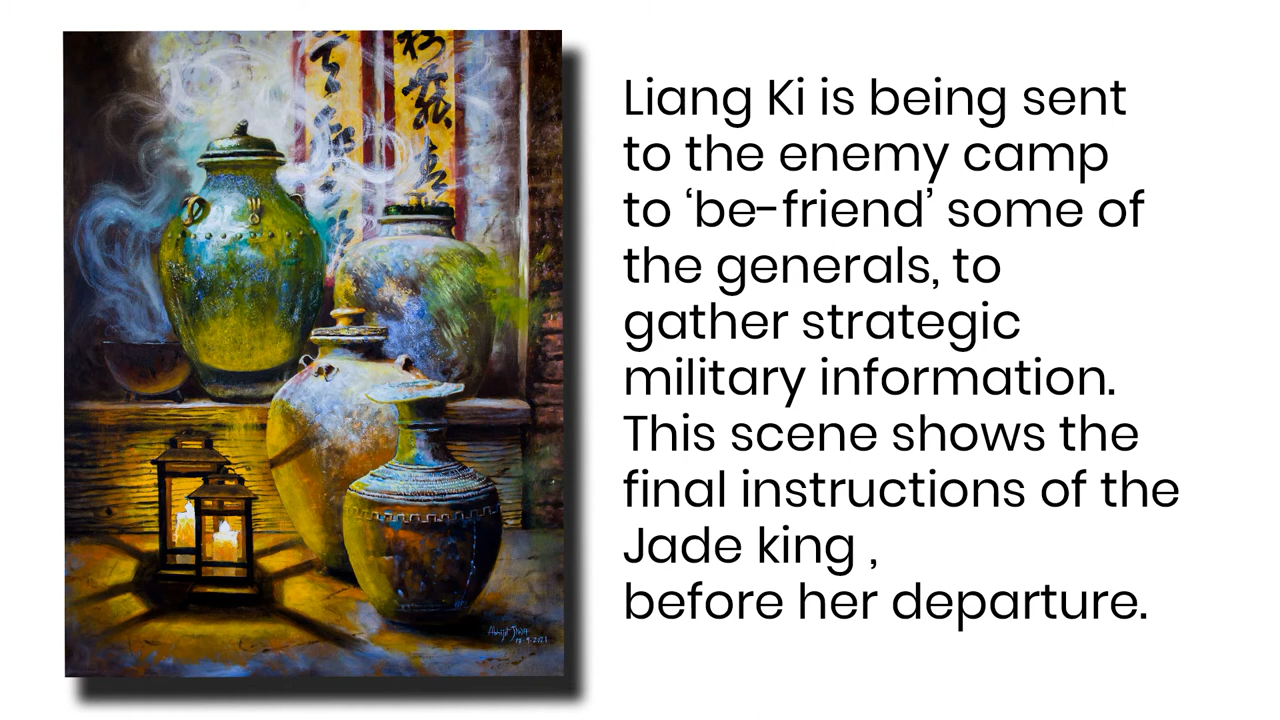 Liang Ki is being sent
to the enemy camp
to ‘be-friend’ some of
the generals, to
gather strategic
military information.
This scene shows the
final instructions of the
Jade king ,
before her departure.